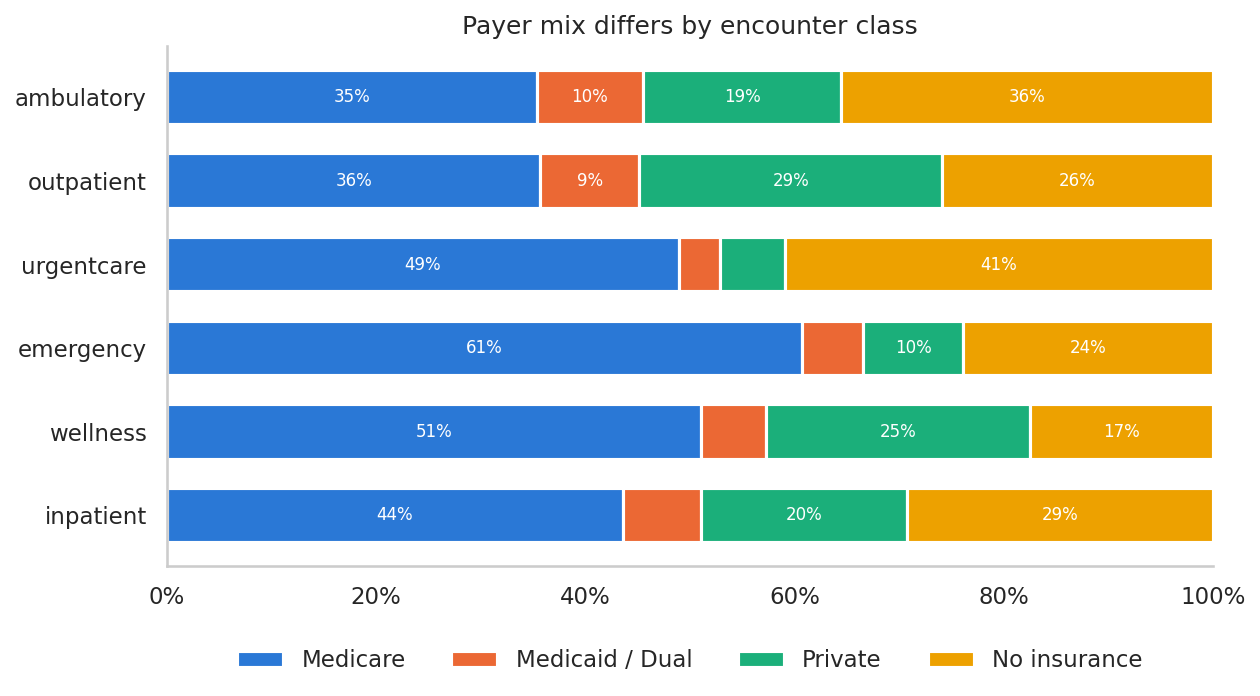 Payer mix differs by encounter class
ambulatory 35% 10% 19% 36%
outpatient 36% 9% 29% 26%
urgentcare 49% 41%
emergency 61% 10% 24%
wellness 51% 25% 17%
inpatient 44% 20% 29%
0% 20% 40% 60% 80% 100%
Medicare Medicaid / Dual Private No insurance